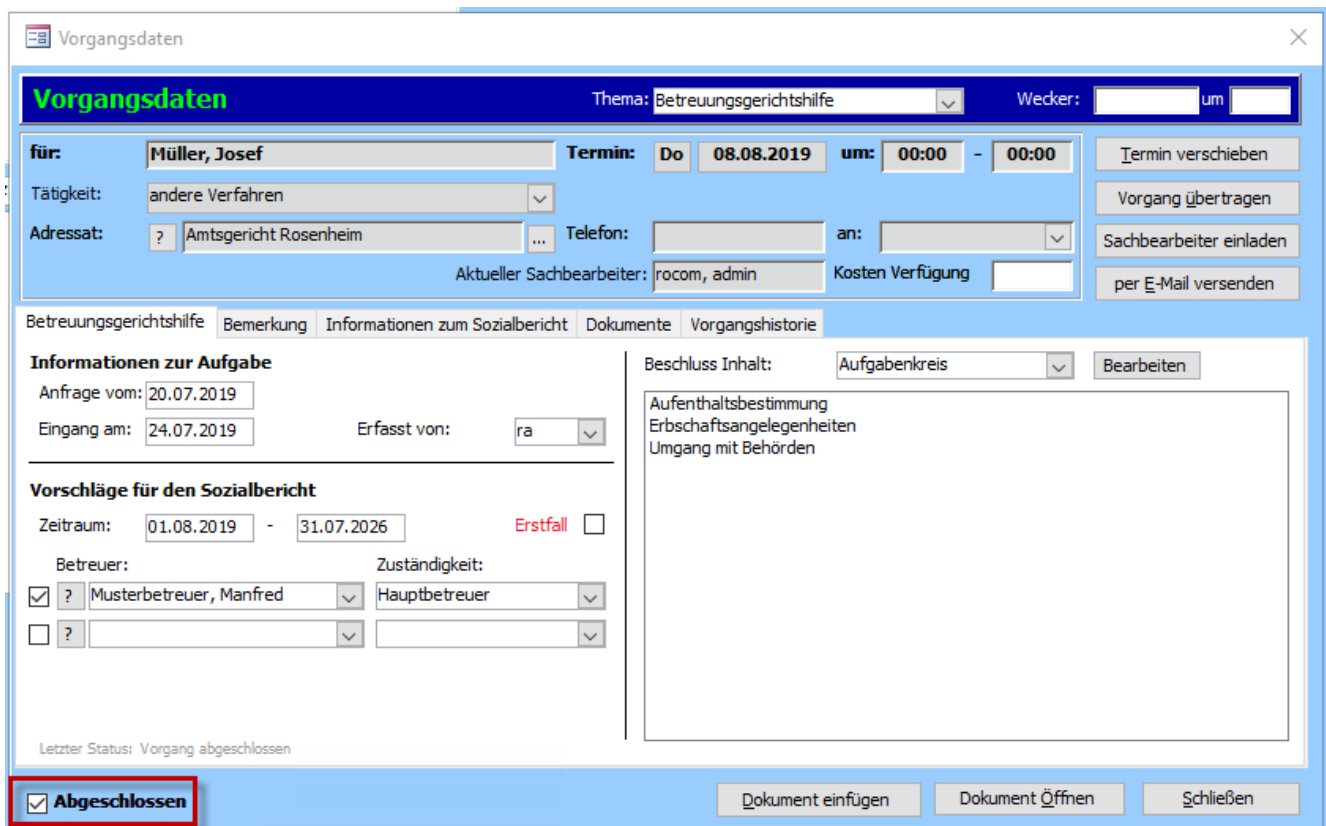 Vorgangsdaten
Vorgangsdaten Thema: Betreuungsgerichtshilfe Wecker: um
für: Müller, Josef Termin: Do 08.08.2019 um: 00:00 - 00:00 Termin verschieben
Tätigkeit: andere Verfahren Vorgang übertragen
Adressat: ? Amtsgericht Rosenheim ... Telefon: an: Sachbearbeiter einladen
Aktueller Sachbearbeiter: rocom, admin Kosten Verfügung per E-Mail versenden
Betreuungsgerichtshilfe Bemerkung Informationen zum Sozialbericht Dokumente Vorgangshistorie
Informationen zur Aufgabe Beschluss Inhalt: Aufgabenkreis Bearbeiten
Anfrage vom: 20.07.2019 Aufenthaltsbestimmung
Eingang am: 24.07.2019 Erfasst von: ra Erbschaftsangelegenheiten
Umgang mit Behörden
Vorschläge für den Sozialbericht
Zeitraum: 01.08.2019 - 31.07.2026 Erstfall
Betreuer: Zuständigkeit:
? Musterbetreuer, Manfred Hauptbetreuer
?
Letzter Status: Vorgang abgeschlossen
Abgeschlossen Dokument einfügen Dokument Öffnen Schließen